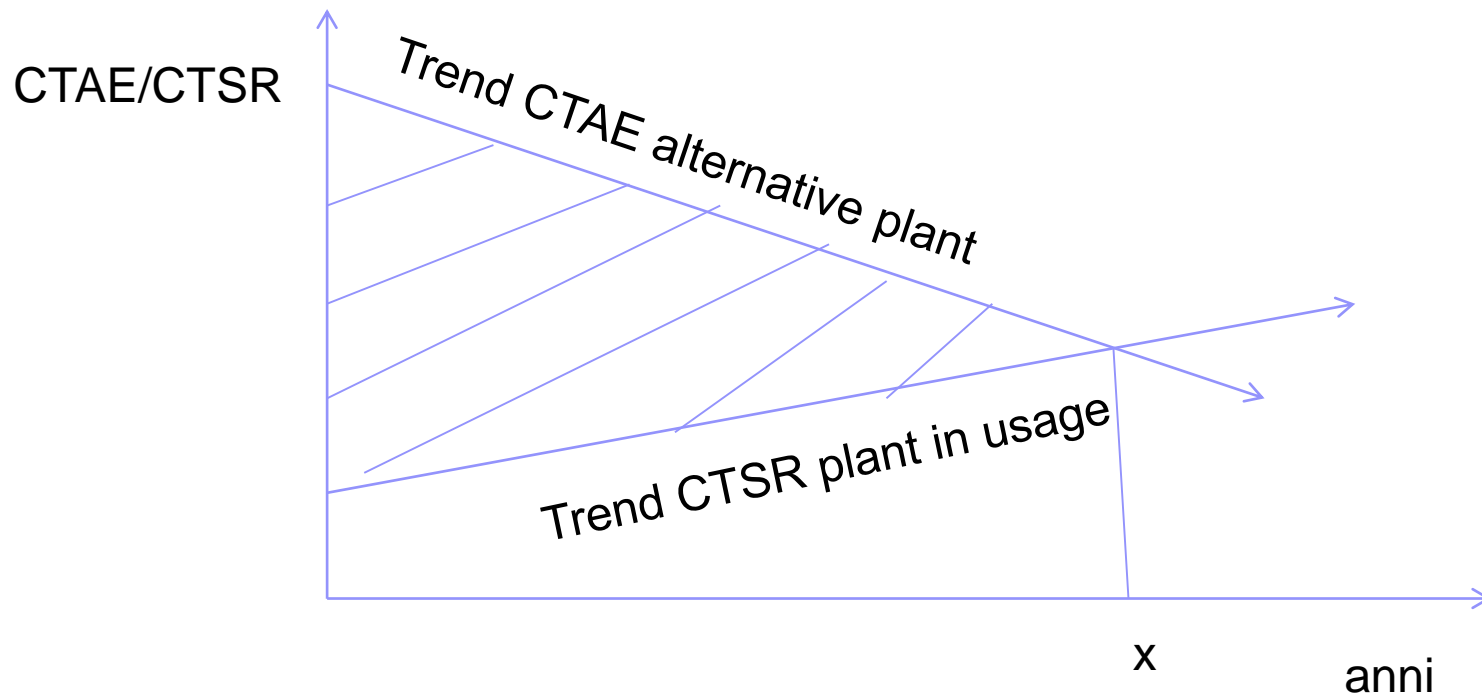 CTAE/CTSR
Trend CTAE alternative plant
Trend CTSR plant in usage
x
anni